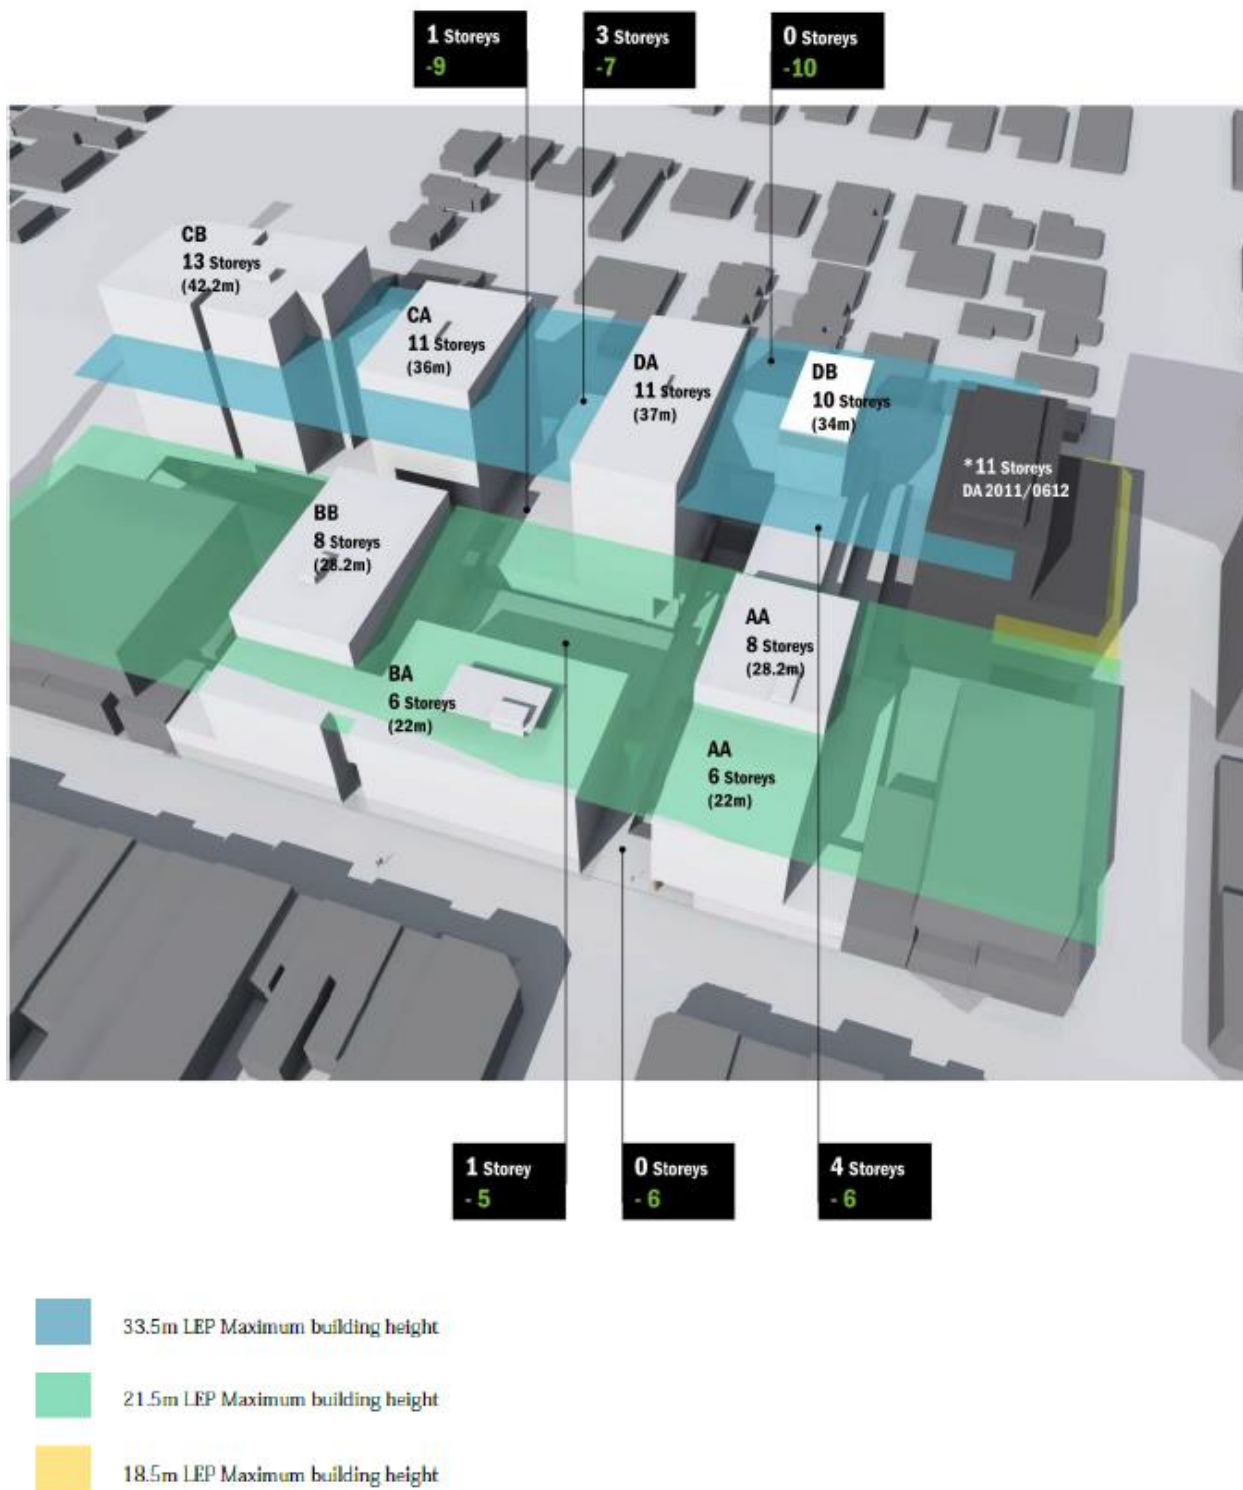 1 Storeys
-9
3 Storeys
-7
0 Storeys
-10
CB
13 Storeys
(42.2m)
CA
11 Storeys
(36m)
DA
11 Storeys
(37m)
DB
10 Storeys
(34m)
*11 Storeys
DA 2011/0612
BB
8 Storeys
(28.2m)
AA
8 Storeys
(28.2m)
BA
6 Storeys
(22m)
AA
6 Storeys
(22m)
1 Storey
- 5
0 Storeys
- 6
4 Storeys
- 6
33.5m LEP Maximum building height
21.5m LEP Maximum building height
18.5m LEP Maximum building height